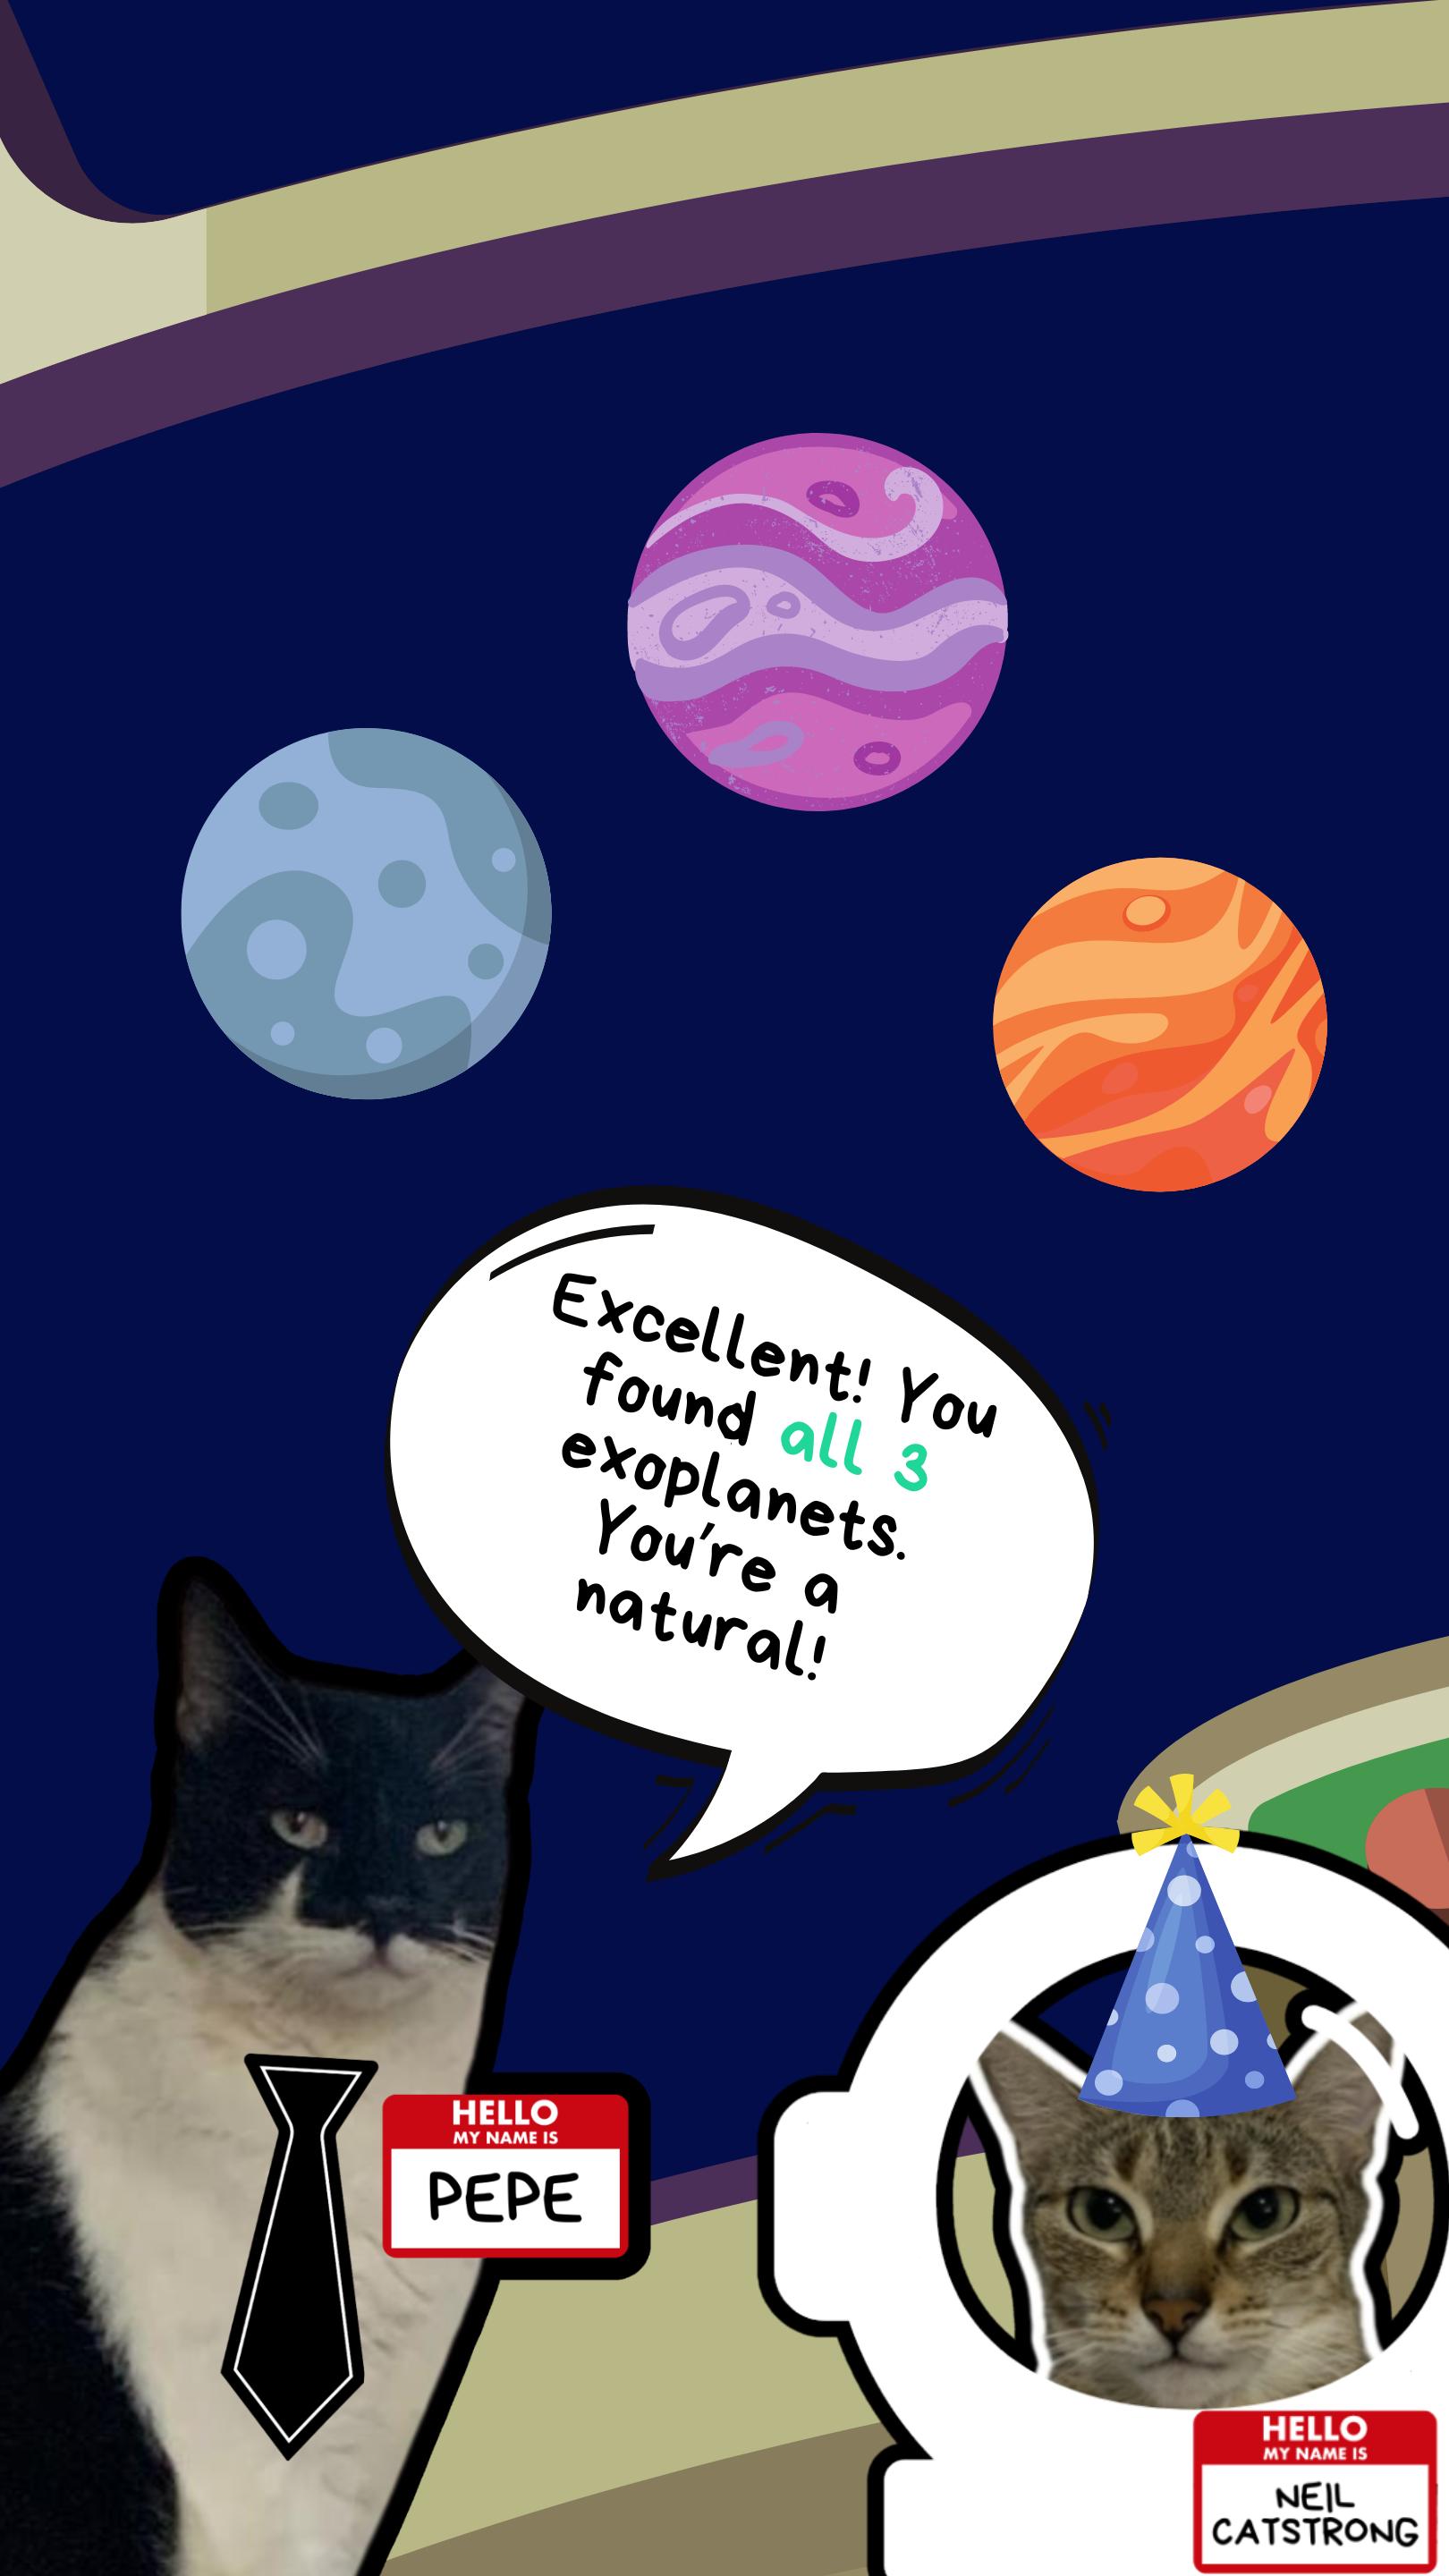 Excellent! You
found all 3
exoplanets.
You're a
natural!
HELLO
MY NAME IS
PEPE
HELLO
MY NAME IS
NEIL
CATSTRONG